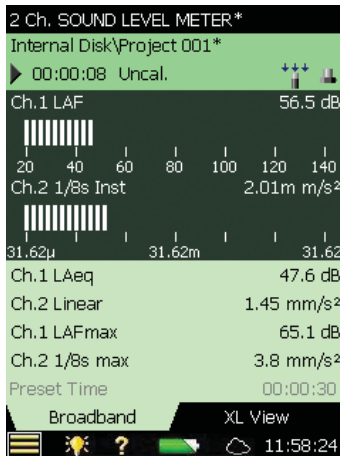 2 Ch. SOUND LEVEL METER*
Internal Disk\Project 001*
00:00:08 Uncal.
Ch.1 LAF 56.5 dB
20 40 60 80 100 120 140
Ch.2 1/8s Inst 2.01m m/s²
31.62µ 31.62m 31.62
Ch.1 LAeq 47.6 dB
Ch.2 Linear 1.45 mm/s²
Ch.1 LAFmax 65.1 dB
Ch.2 1/8s max 3.8 mm/s²
Preset Time 00:00:30
Broadband XL View
? 11:58:24